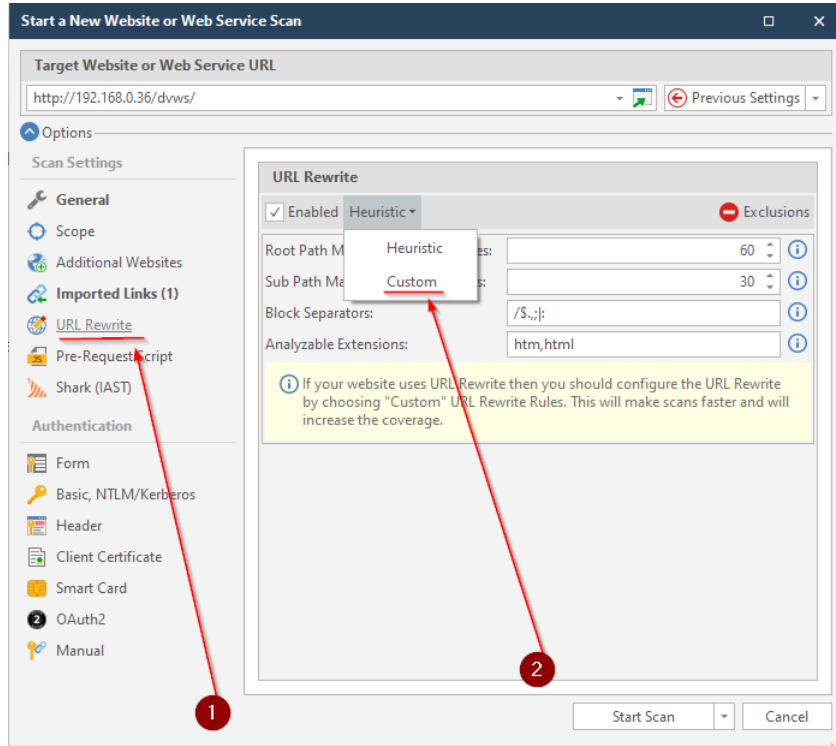 Start a New Website or Web Service Scan
Target Website or Web Service URL
http://192.168.0.36/dvws/
Previous Settings
Options
Scan Settings
General
Scope
Additional Websites
Imported Links (1)
URL Rewrite
Pre-Request Script
Shark (IAST)
Authentication
Form
Basic, NTLM/Kerberos
Header
Client Certificate
Smart Card
OAuth2
Manual
URL Rewrite
Enabled Heuristic Exclusions
Heuristic
Custom
Root Path M es: 60
Sub Path Ma s: 30
Block Separators: /$.,;|:
Analyzable Extensions: htm,html
If your website uses URL Rewrite then you should configure the URL Rewrite
by choosing "Custom" URL Rewrite Rules. This will make scans faster and will
increase the coverage.
1
2
Start Scan Cancel